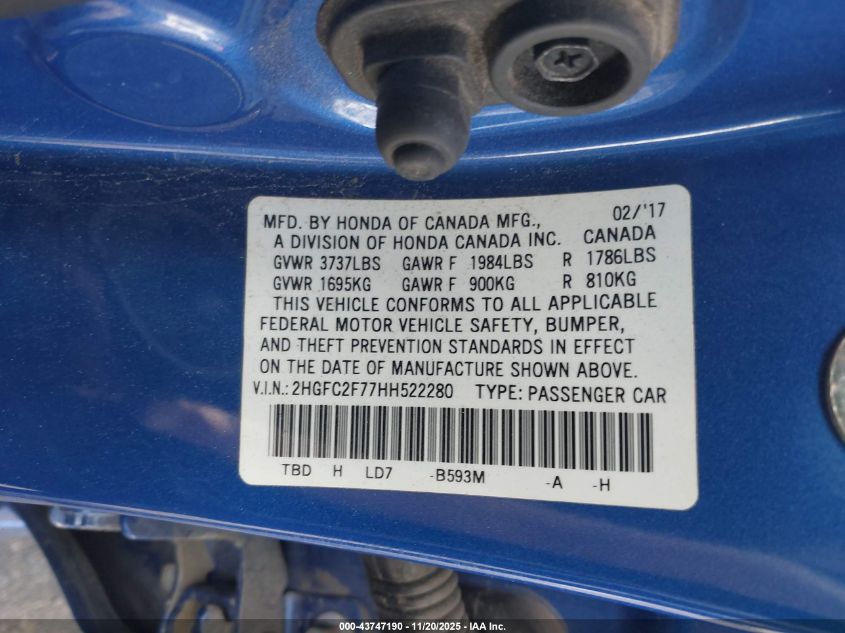 MFD. BY HONDA OF CANADA MFG., 02/'17
A DIVISION OF HONDA CANADA INC. CANADA
GVWR 3737LBS GAWR F 1984LBS R 1786LBS
GVWR 1695KG GAWR F 900KG R 810KG
THIS VEHICLE CONFORMS TO ALL APPLICABLE
FEDERAL MOTOR VEHICLE SAFETY, BUMPER,
AND THEFT PREVENTION STANDARDS IN EFFECT
ON THE DATE OF MANUFACTURE SHOWN ABOVE.
V.I.N.: 2HGFC2F77HH522280 TYPE: PASSENGER CAR
TBD H LD7 -B593M -A -H
000-43747190 - 11/20/2025 - IAA